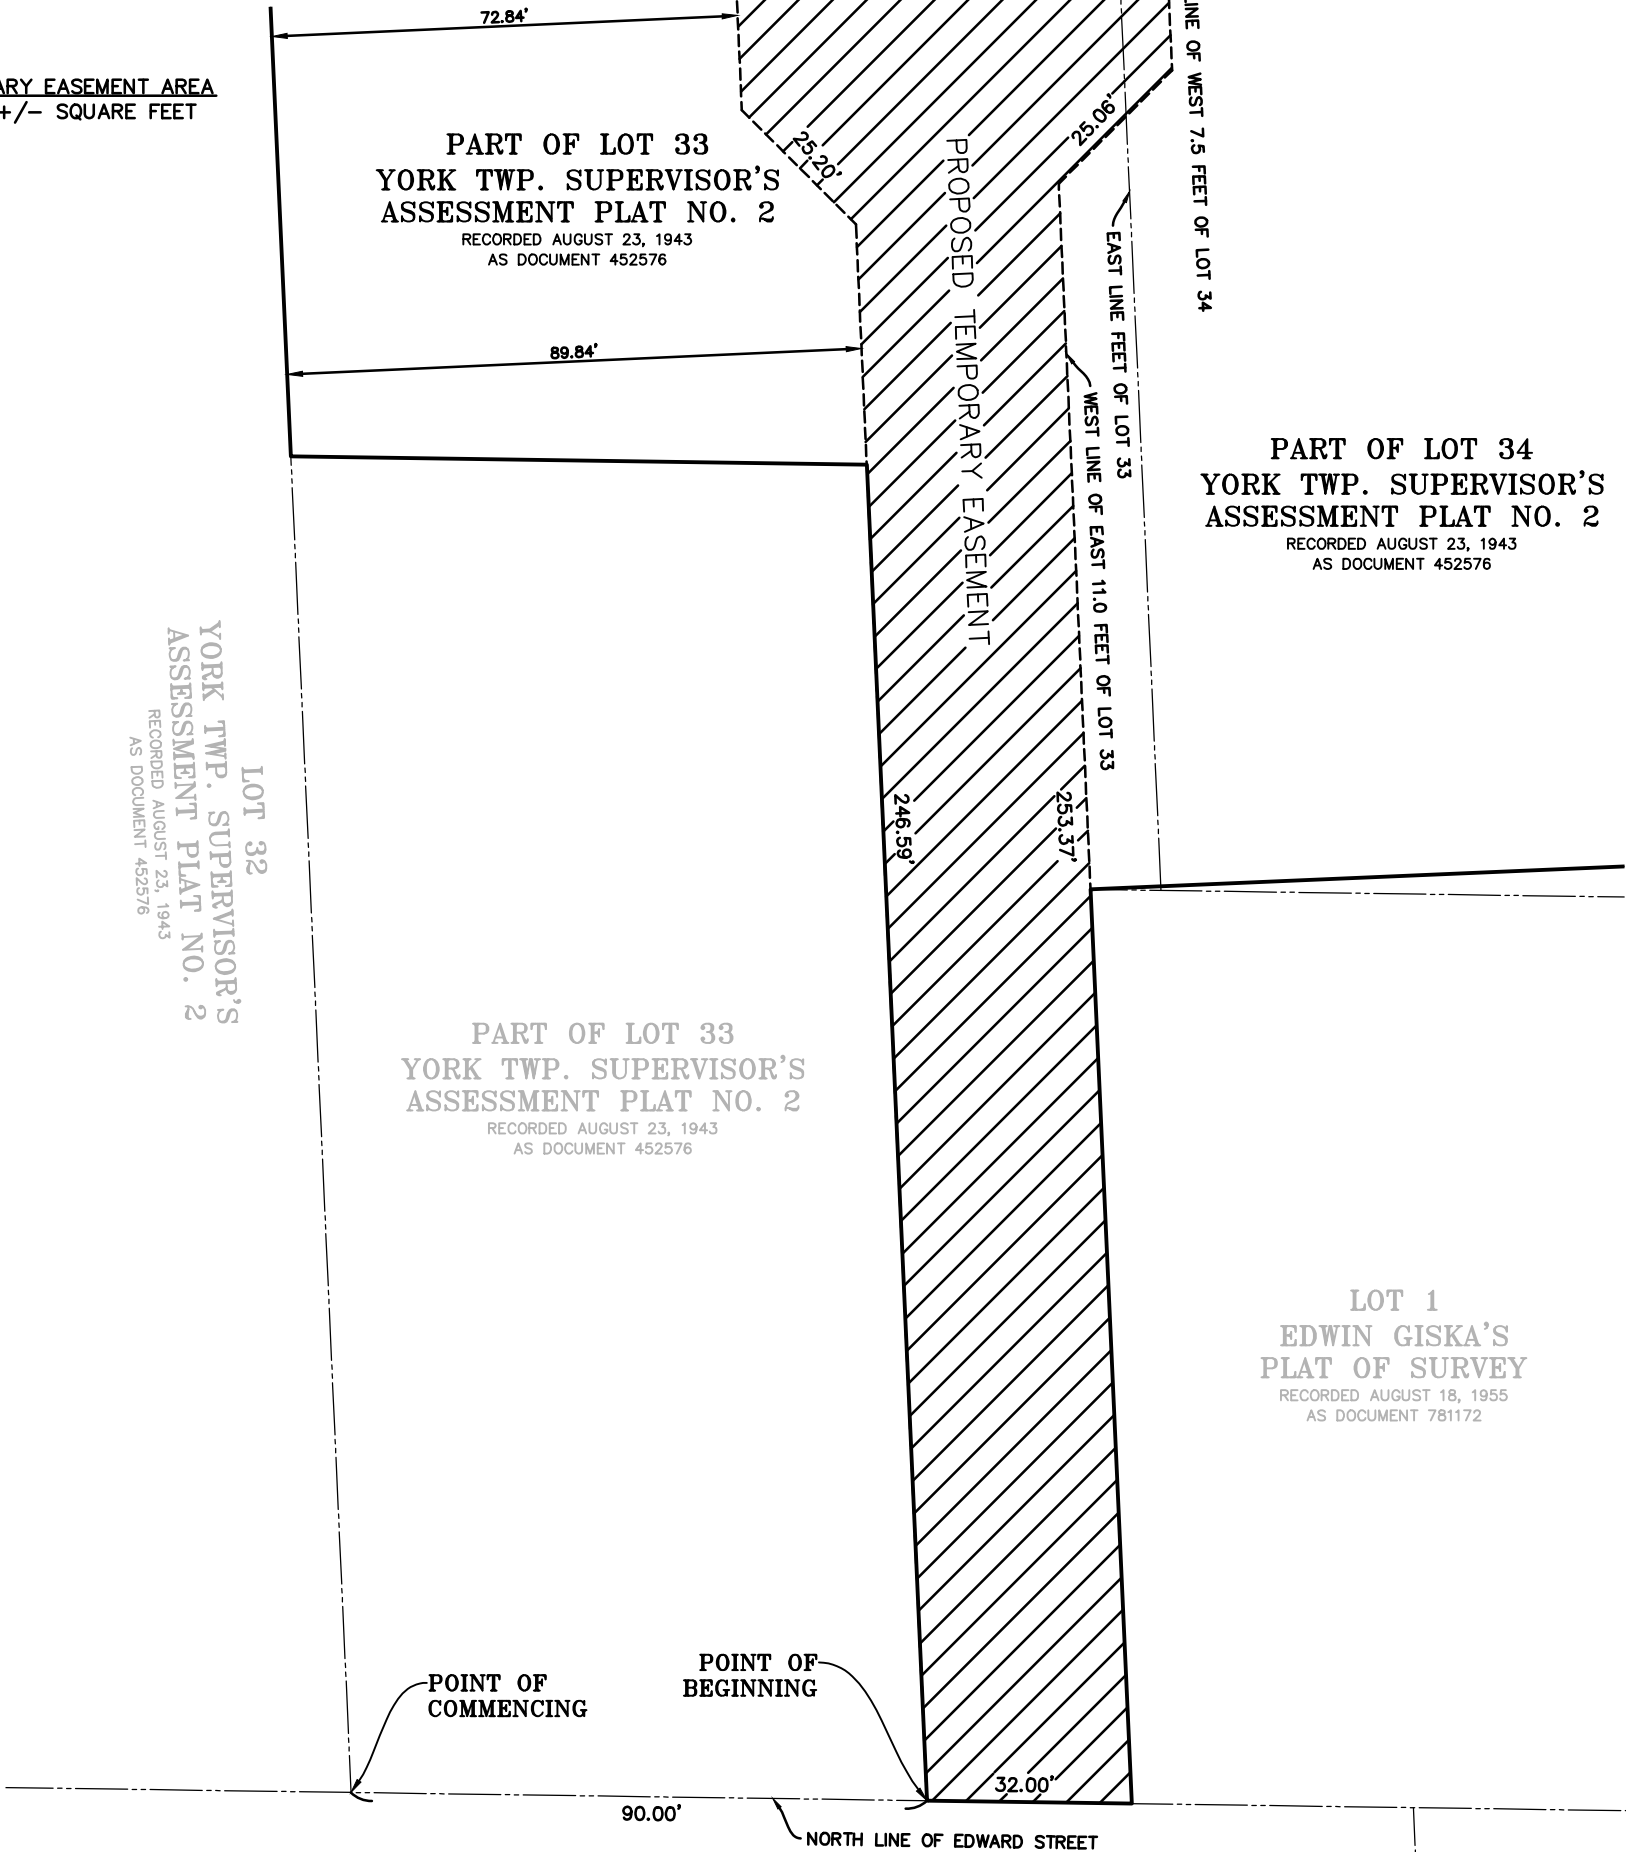 72.84'
ARY EASEMENT AREA
+/- SQUARE FEET
PART OF LOT 33
YORK TWP. SUPERVISOR'S
ASSESSMENT PLAT NO. 2
RECORDED AUGUST 23, 1943
AS DOCUMENT 452576
25.20'
25.06'
LINE OF WEST 7.5 FEET OF LOT 34
PROPOSED TEMPORARY EASEMENT
EAST LINE FEET OF LOT 33
WEST LINE OF EAST 11.0 FEET OF LOT 33
89.84'
PART OF LOT 34
YORK TWP. SUPERVISOR'S
ASSESSMENT PLAT NO. 2
RECORDED AUGUST 23, 1943
AS DOCUMENT 452576
LOT 32
YORK TWP. SUPERVISOR'S
ASSESSMENT PLAT NO. 2
RECORDED AUGUST 23, 1943
AS DOCUMENT 452576
246.59'
253.37'
PART OF LOT 33
YORK TWP. SUPERVISOR'S
ASSESSMENT PLAT NO. 2
RECORDED AUGUST 23, 1943
AS DOCUMENT 452576
LOT 1
EDWIN GISKA'S
PLAT OF SURVEY
RECORDED AUGUST 18, 1955
AS DOCUMENT 781172
POINT OF
COMMENCING
POINT OF
BEGINNING
32.00'
90.00'
NORTH LINE OF EDWARD STREET